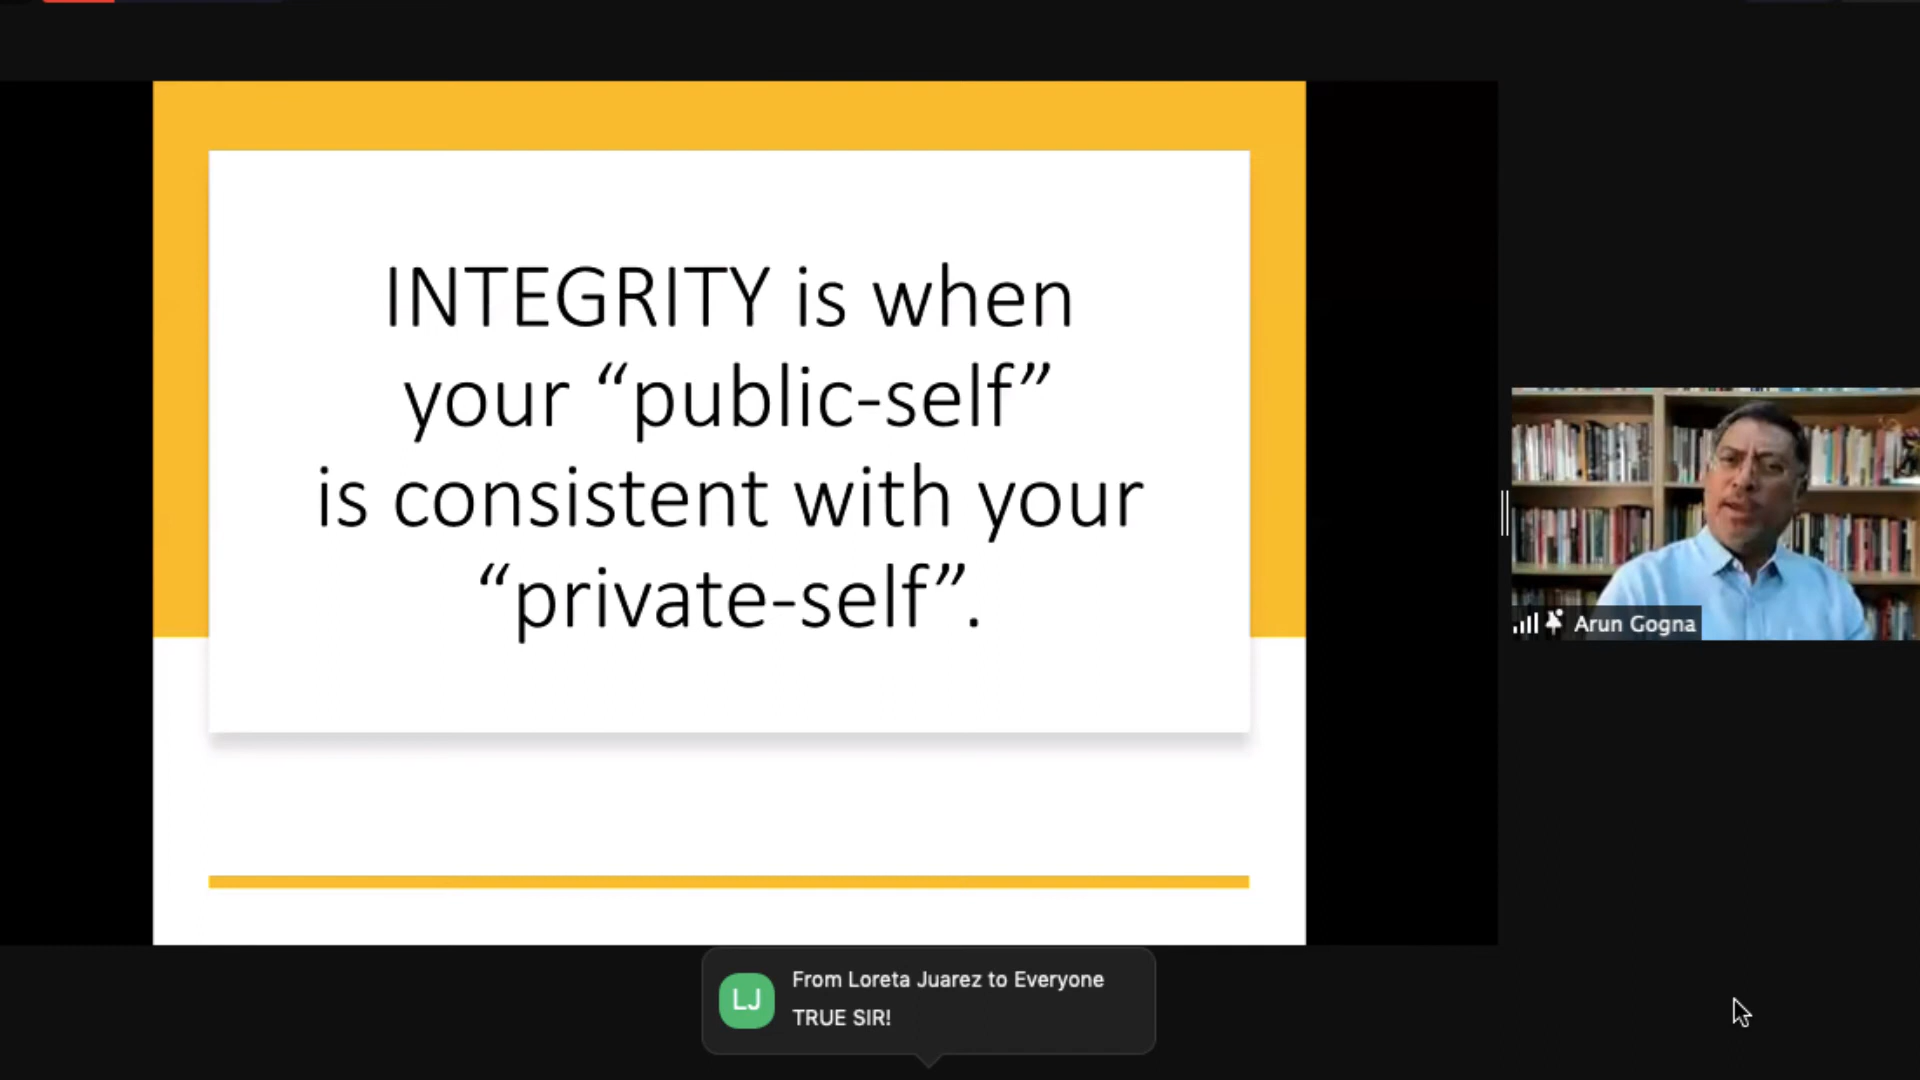 INTEGRITY is when
your “public-self”
is consistent with your
“private-self”.
Arun Gogna
LJ
From Loreta Juarez to Everyone
TRUE SIR!